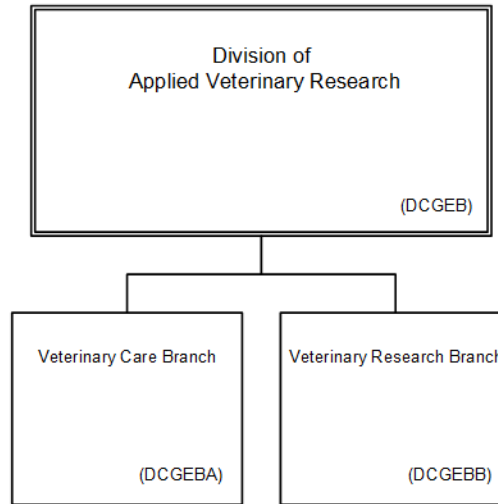 Division of
Applied Veterinary Research
(DCGEB)
Veterinary Care Branch
(DCGEBA)
Veterinary Research Branch
(DCGEBB)